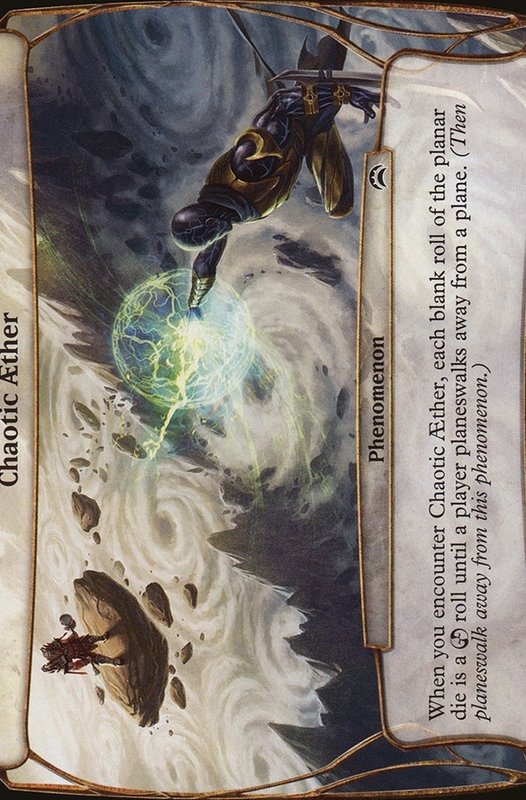 Chaotic Æther
Phenomenon
When you encounter Chaotic Æther, each blank roll of the planar
die is a roll until a player planeswalks away from a plane. (Then
planeswalk away from this phenomenon.)